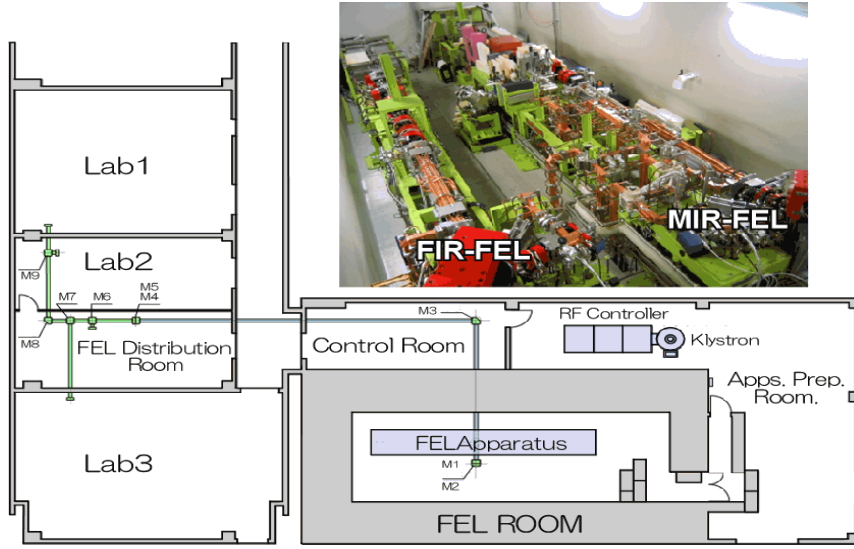 Lab1
FIR-FEL
MIR-FEL
Lab2
M9
M5
M7
M6
M4
M3
RF Controller
Klystron
M8
FEL Distribution
Room
Control Room
Apps. Prep.
Room.
FELApparatus
Lab3
M1
M2
FEL ROOM